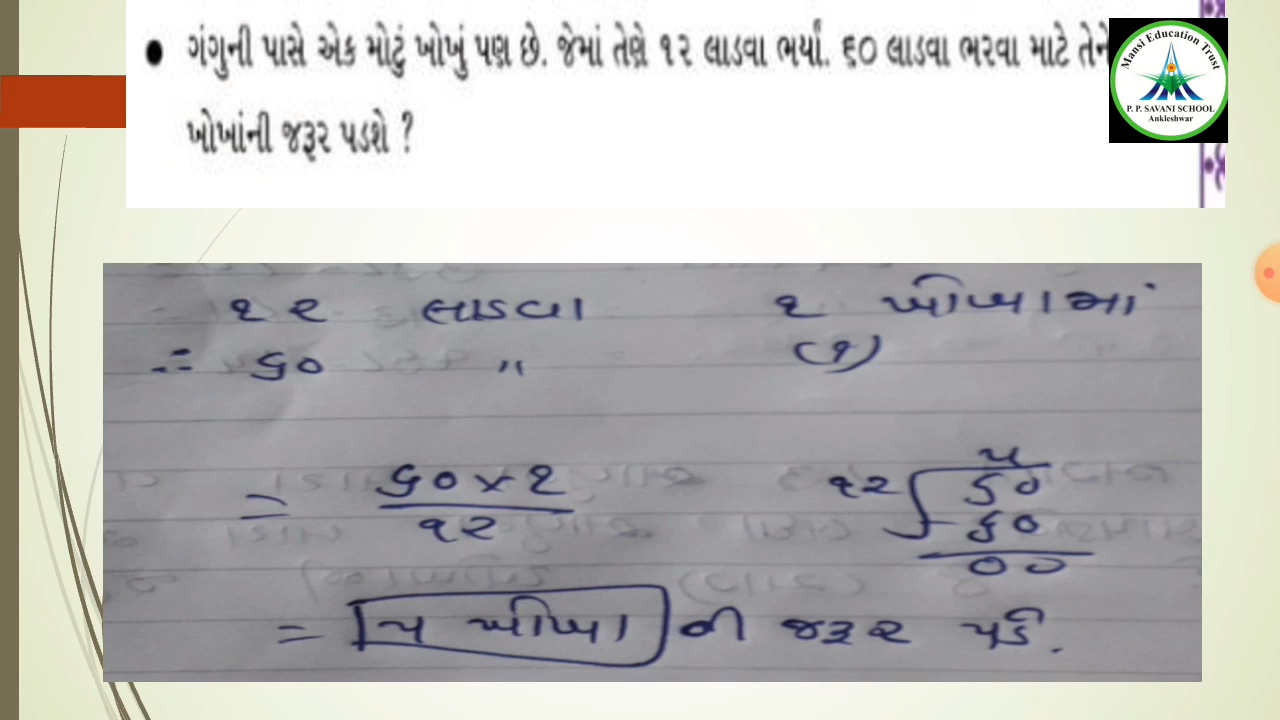 ● ગંગુની પાસે એક મોટું ખોખું પણ છે. જેમાં તેણે ૧૨ લાડવા ભર્યાં. ૬૦ લાડવા ભરવા માટે તેને
ખોખાંની જરૂર પડશે ?
Mansi Education Trust
P. P. SAVANI SCHOOL
Ankleshwar
૧૨ લાડવા ૧ ખોખામાં
∴ ૬૦ " (૧)
= ૬૦ × ૧
૧૨
૫
૧૨ ૬૦
૬૦
૦૦
= ૫ ખોખા ની જરૂર પડે.